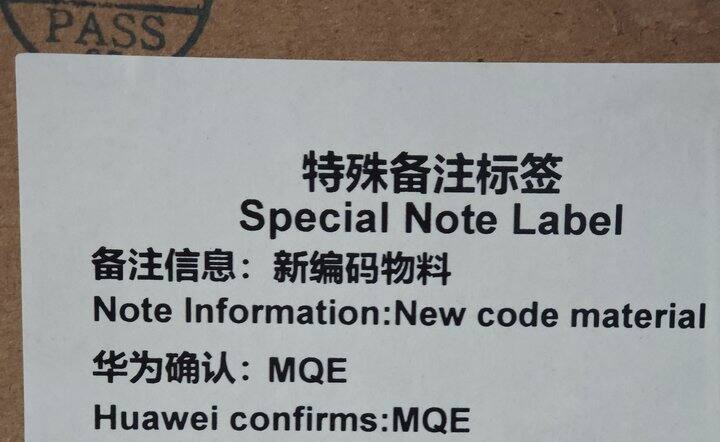 PASS
特殊备注标签
Special Note Label
备注信息：新编码物料
Note Information:New code material
华为确认：MQE
Huawei confirms:MQE